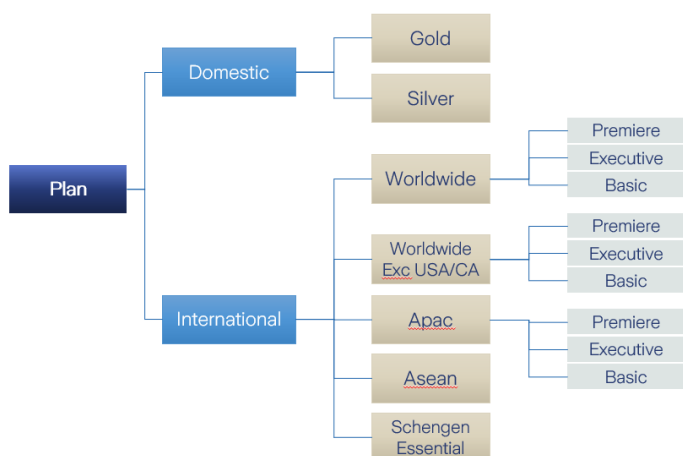 Plan
Domestic
Gold
Silver
International
Worldwide
Premiere
Executive
Basic
Worldwide
Exc USA/CA
Premiere
Executive
Basic
Apac
Premiere
Executive
Basic
Asean
Schengen
Essential